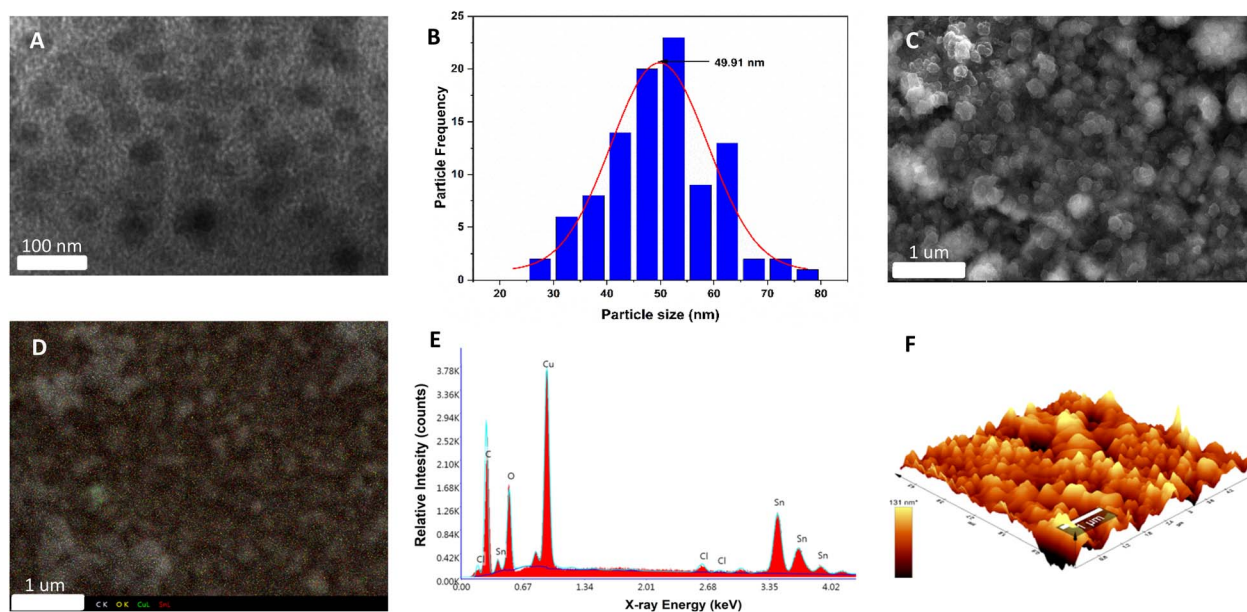 A
100 nm
B
25
20
15
10
5
0
Particle Frequency
49.91 nm
20 30 40 50 60 70 80
Particle size (nm)
C
1 um
D
1 um
C K O K CuL SnL
E
Relative Intesity (counts)
3.78K
3.36K
2.94K
2.52K
2.10K
1.68K
1.26K
0.84K
0.42K
0.00K
Cl C Sn O Cu Cl Cl Sn Sn Sn
0.00 0.67 1.34 2.01 2.68 3.35 4.02
X-ray Energy (keV)
F
131 nm*
1 µm